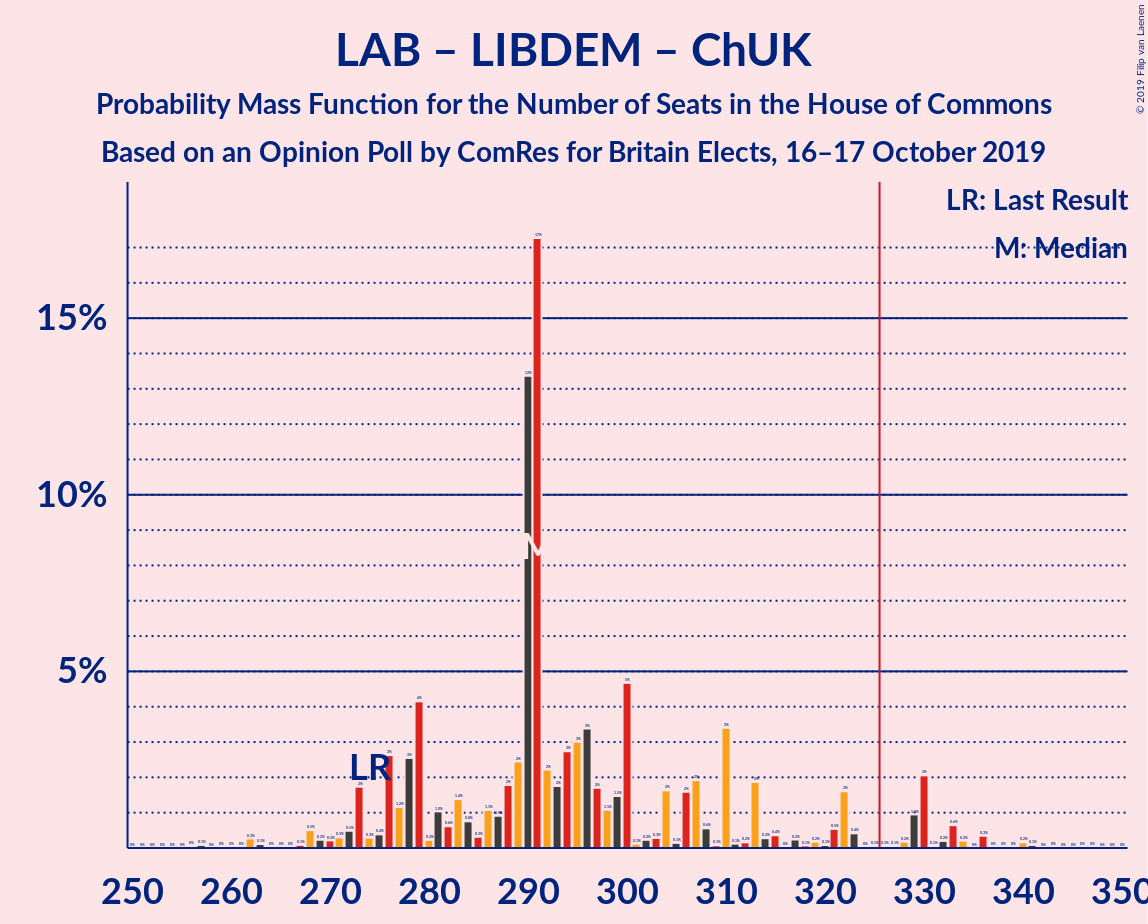 LAB – LIBDEM – ChUK
Probability Mass Function for the Number of Seats in the House of Commons
Based on an Opinion Poll by ComRes for Britain Elects, 16–17 October 2019
© 2019 Filip van Laenen
LR: Last Result
M: Median
15%
10%
5%
LR
M
250 260 270 280 290 300 310 320 330 340 350